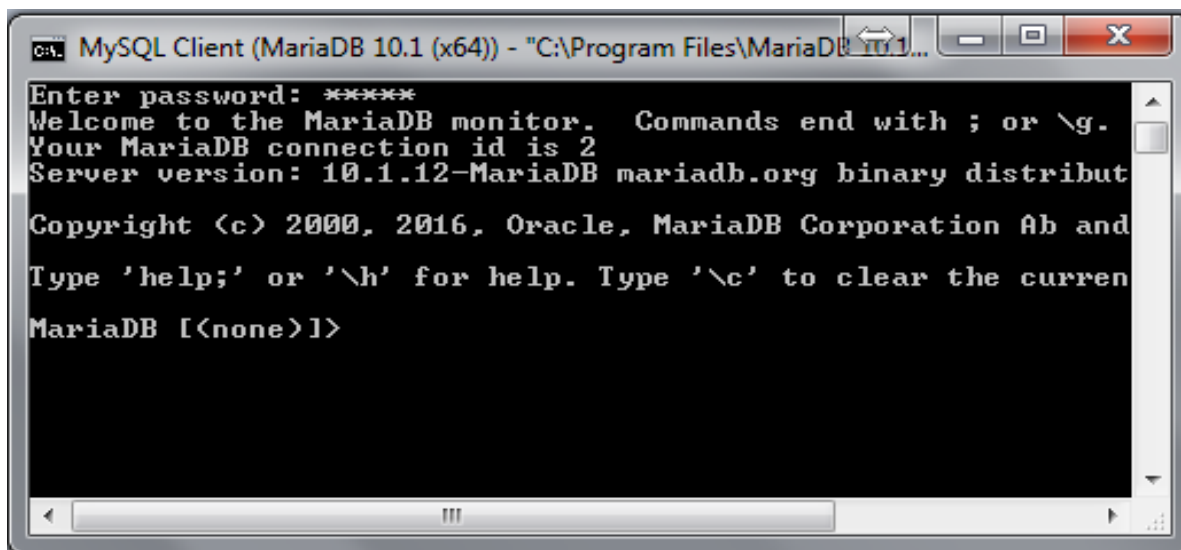 MySQL Client (MariaDB 10.1 (x64)) - "C:\Program Files\MariaDB 10.1...
Enter password: *****
Welcome to the MariaDB monitor.  Commands end with ; or \g.
Your MariaDB connection id is 2
Server version: 10.1.12-MariaDB mariadb.org binary distribut
Copyright (c) 2000, 2016, Oracle, MariaDB Corporation Ab and
Type 'help;' or '\h' for help. Type '\c' to clear the curren
MariaDB [(none)]>